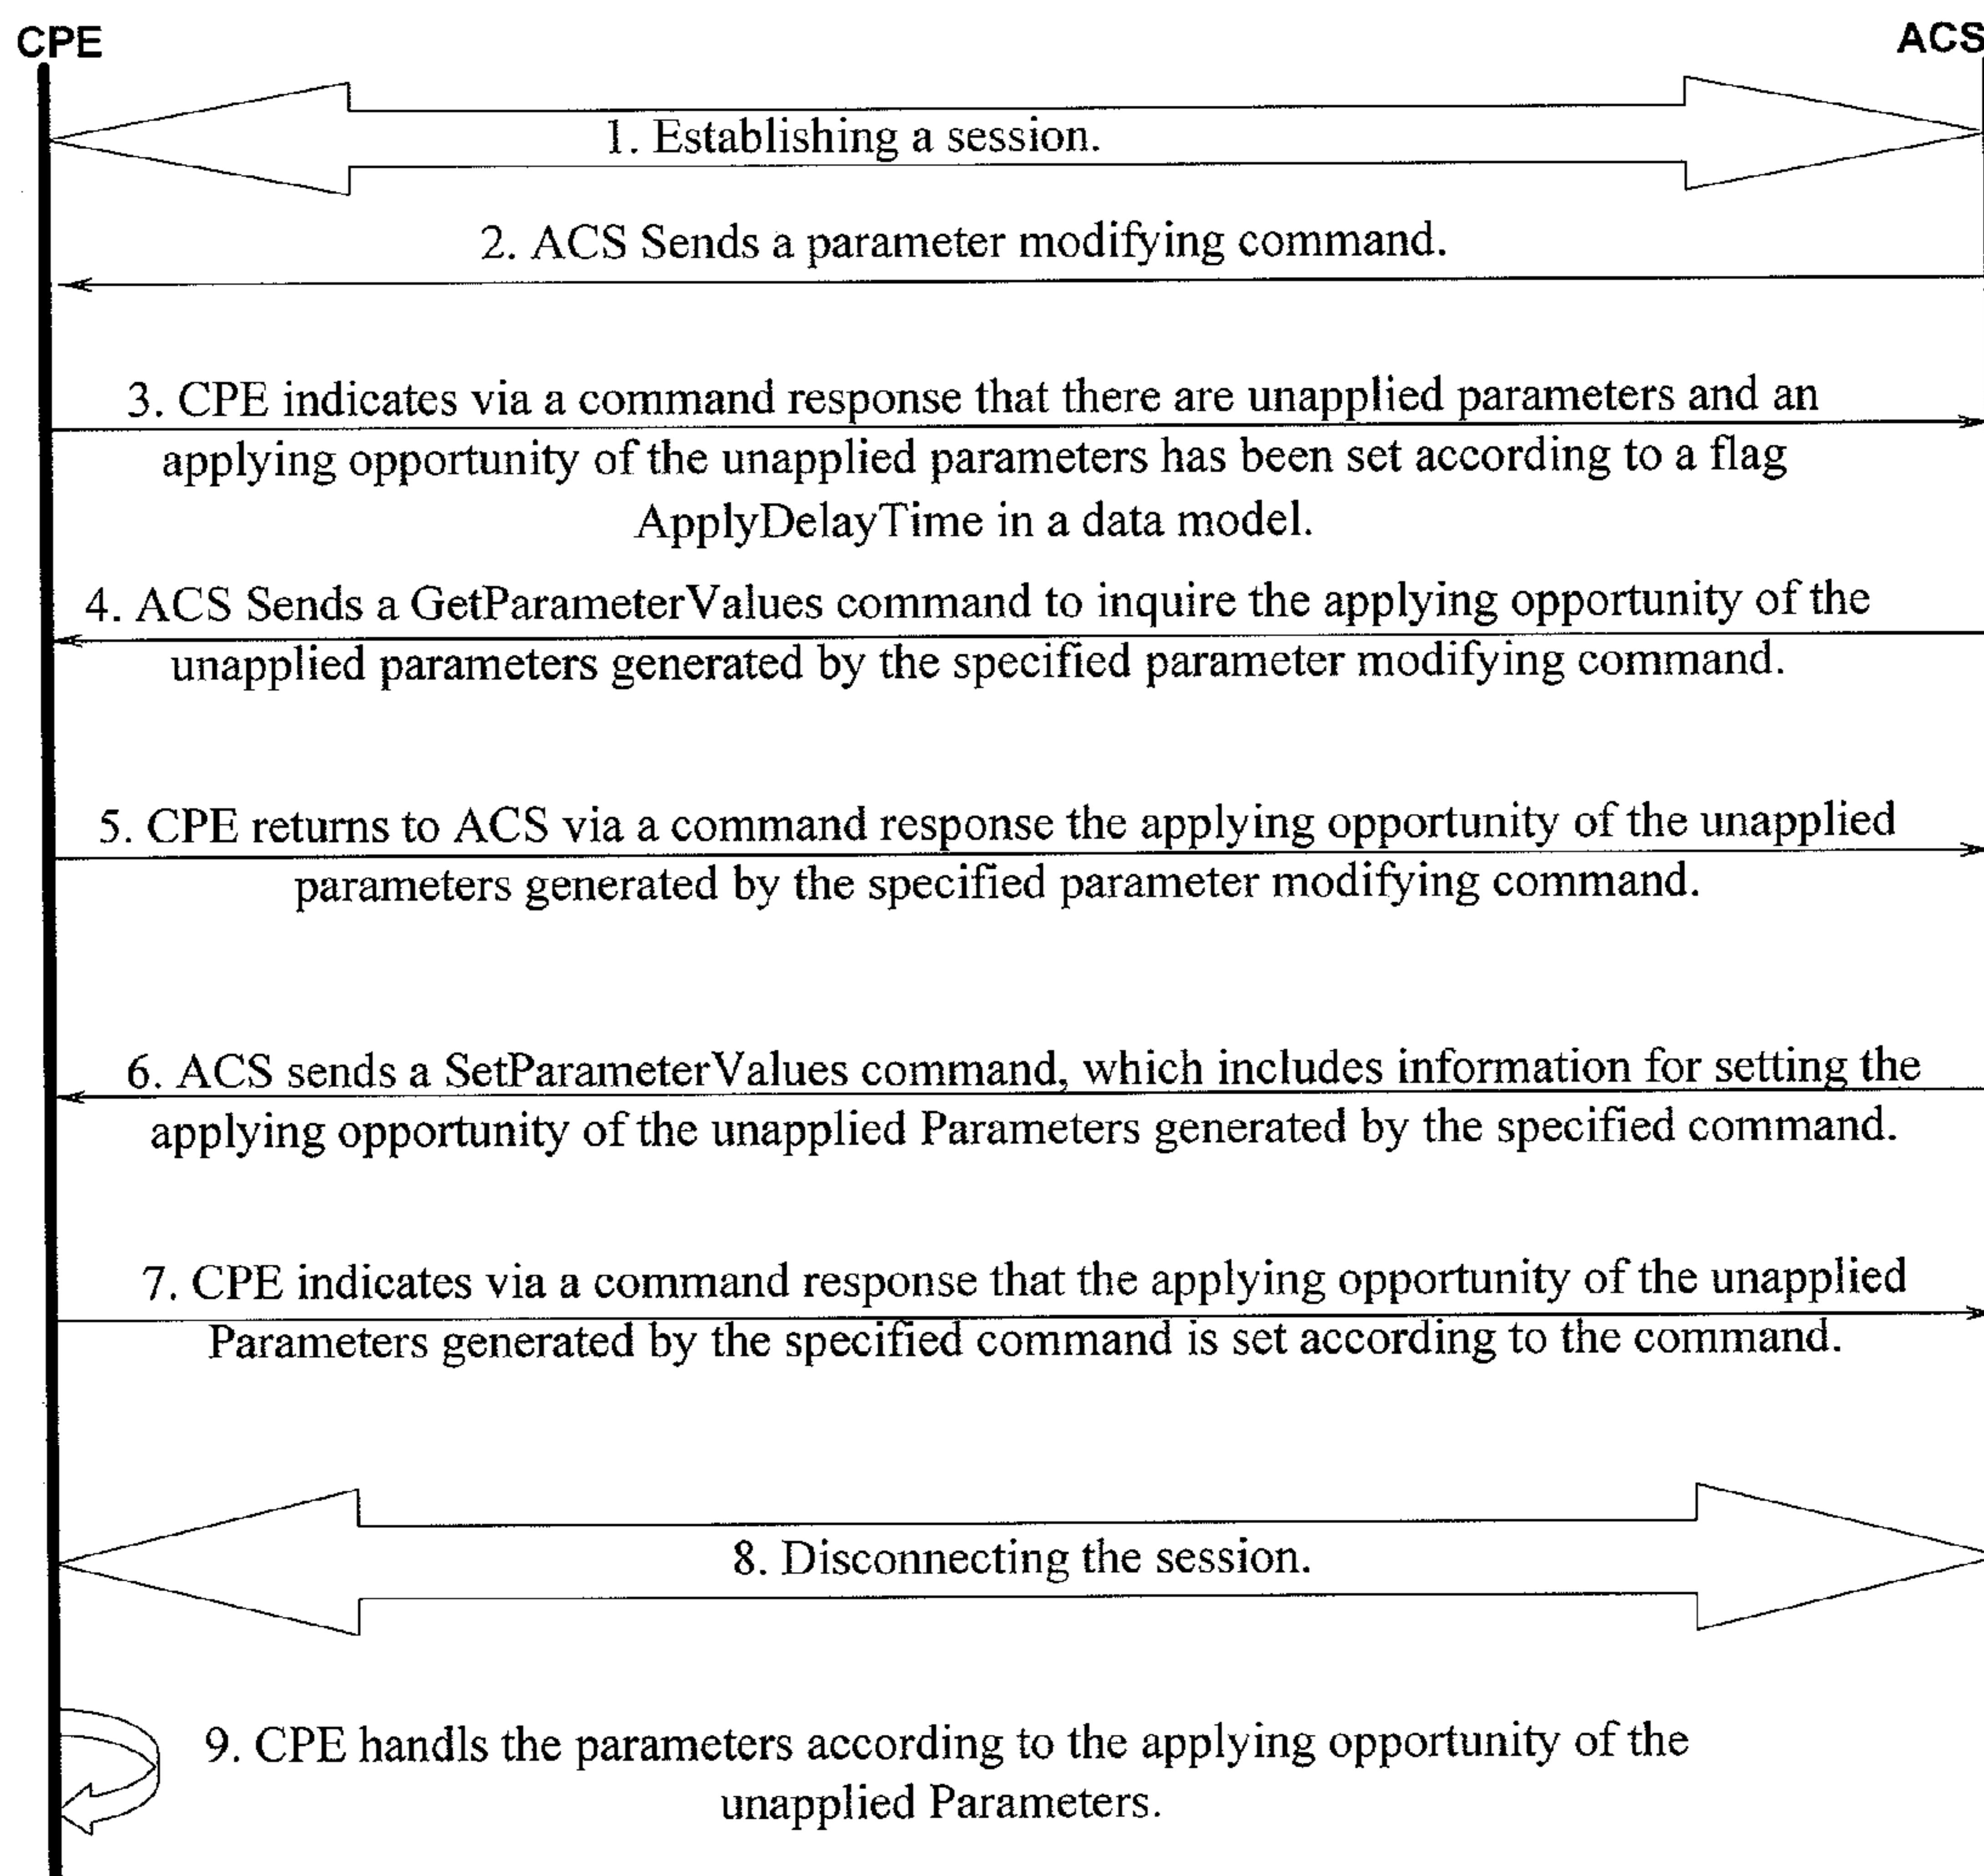 CPE
ACS
1. Establishing a session.
2. ACS Sends a parameter modifying command.
3. CPE indicates via a command response that there are unapplied parameters and an
applying opportunity of the unapplied parameters has been set according to a flag
ApplyDelayTime in a data model.
4. ACS Sends a GetParameterValues command to inquire the applying opportunity of the
unapplied parameters generated by the specified parameter modifying command.
5. CPE returns to ACS via a command response the applying opportunity of the unapplied
parameters generated by the specified parameter modifying command.
6. ACS sends a SetParameterValues command, which includes information for setting the
applying opportunity of the unapplied Parameters generated by the specified command.
7. CPE indicates via a command response that the applying opportunity of the unapplied
Parameters generated by the specified command is set according to the command.
8. Disconnecting the session.
9. CPE handls the parameters according to the applying opportunity of the
unapplied Parameters.